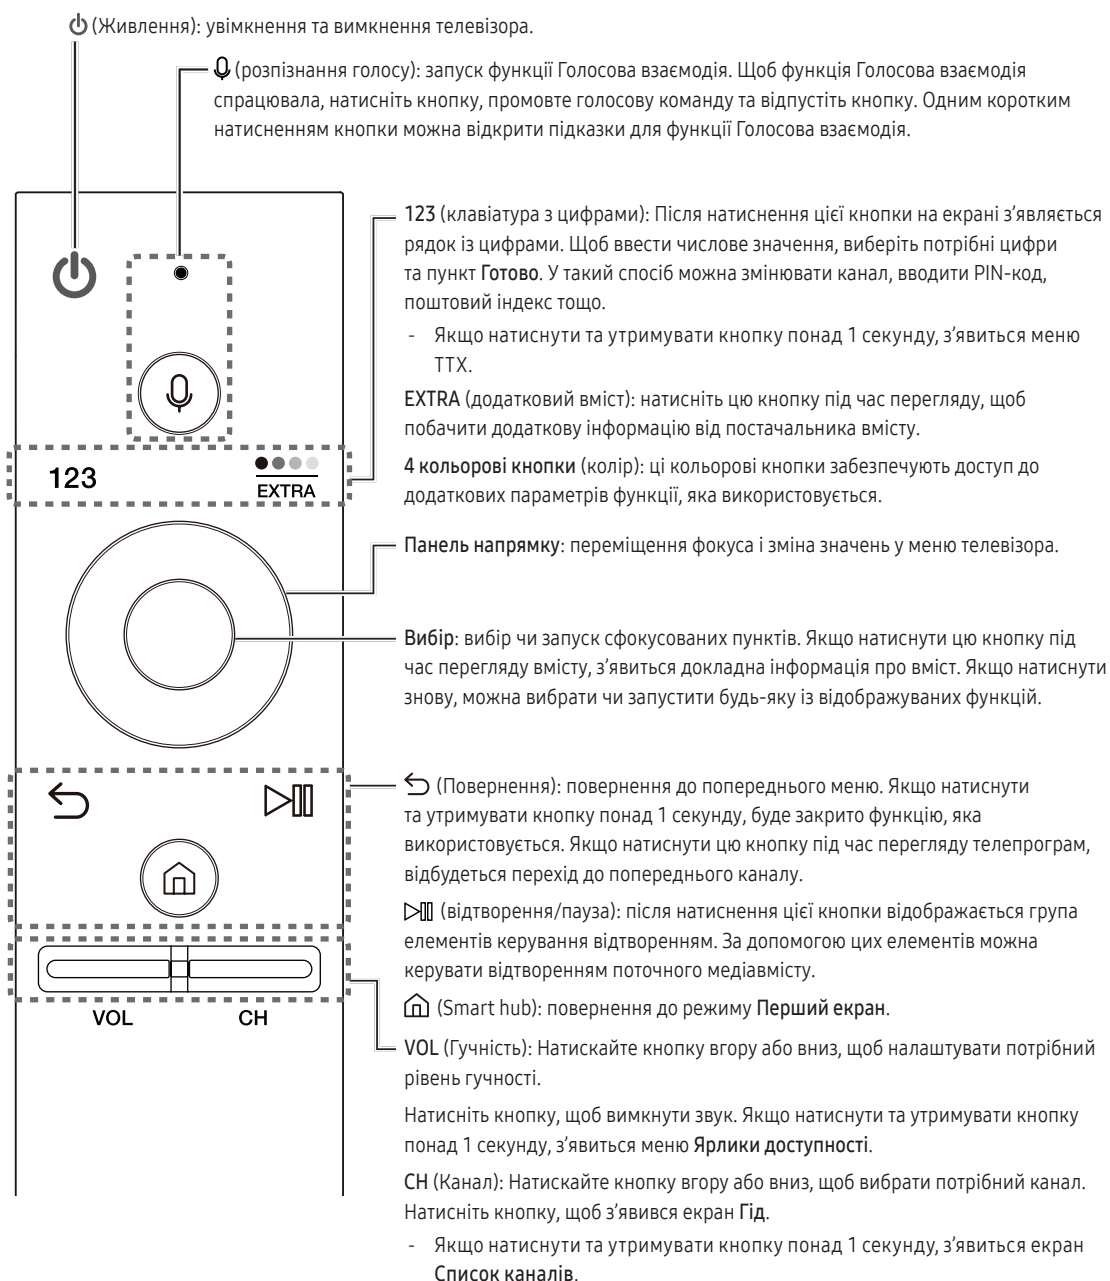 (Живлення): увімкнення та вимкнення телевізора.
(розпізнання голосу): запуск функції Голосова взаємодія. Щоб функція Голосова взаємодія
спрацювала, натисніть кнопку, промовте голосову команду та відпустіть кнопку. Одним коротким
натисненням кнопки можна відкрити підказки для функції Голосова взаємодія.
123 (клавіатура з цифрами): Після натиснення цієї кнопки на екрані з’являється
рядок із цифрами. Щоб ввести числове значення, виберіть потрібні цифри
та пункт Готово. У такий спосіб можна змінювати канал, вводити PIN-код,
поштовий індекс тощо.
- Якщо натиснути та утримувати кнопку понад 1 секунду, з’явиться меню
TTX.
EXTRA (додатковий вміст): натисніть цю кнопку під час перегляду, щоб
побачити додаткову інформацію від постачальника вмісту.
4 кольорові кнопки (колір): ці кольорові кнопки забезпечують доступ до
додаткових параметрів функції, яка використовується.
123
EXTRA
Панель напрямку: переміщення фокуса і зміна значень у меню телевізора.
Вибір: вибір чи запуск сфокусованих пунктів. Якщо натиснути цю кнопку під
час перегляду вмісту, з’явиться докладна інформація про вміст. Якщо натиснути
знову, можна вибрати чи запустити будь-яку із відображуваних функцій.
(Повернення): повернення до попереднього меню. Якщо натиснути
та утримувати кнопку понад 1 секунду, буде закрито функцію, яка
використовується. Якщо натиснути цю кнопку під час перегляду телепрограм,
відбудеться перехід до попереднього каналу.
(відтворення/пауза): після натиснення цієї кнопки відображається група
елементів керування відтворенням. За допомогою цих елементів можна
керувати відтворенням поточного медіавмісту.
(Smart hub): повернення до режиму Перший екран.
VOL
CH
VOL (Гучність): Натискайте кнопку вгору або вниз, щоб налаштувати потрібний
рівень гучності.
Натисніть кнопку, щоб вимкнути звук. Якщо натиснути та утримувати кнопку
понад 1 секунду, з’явиться меню Ярлики доступності.
CH (Канал): Натискайте кнопку вгору або вниз, щоб вибрати потрібний канал.
Натисніть кнопку, щоб з’явився екран Гід.
- Якщо натиснути та утримувати кнопку понад 1 секунду, з’явиться екран
Список каналів.